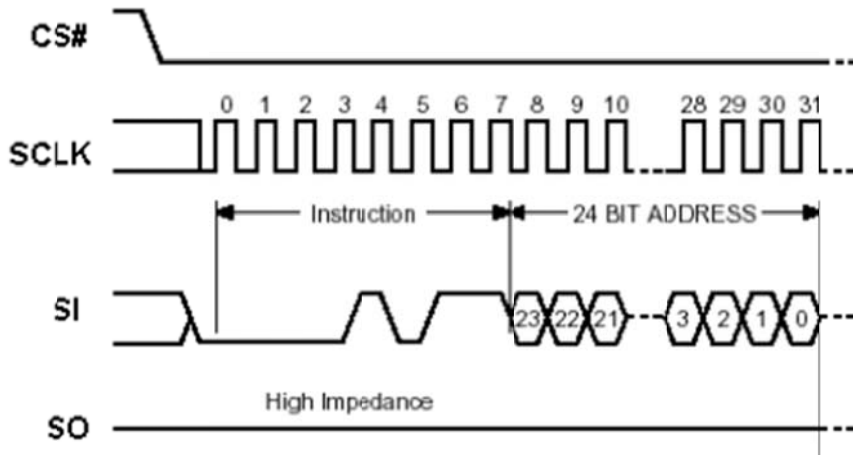 CS#
0 1 2 3 4 5 6 7 8 9 10 28 29 30 31
SCLK
Instruction 24 BIT ADDRESS
SI 23 22 21 3 2 1 0
High Impedance
SO